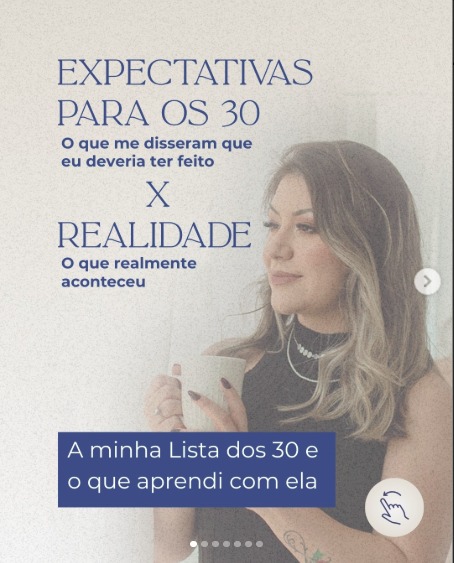 EXPECTATIVAS
PARA OS 30
O que me disseram que
eu deveria ter feito
X
REALIDADE
O que realmente
aconteceu
A minha Lista dos 30 e
o que aprendi com ela